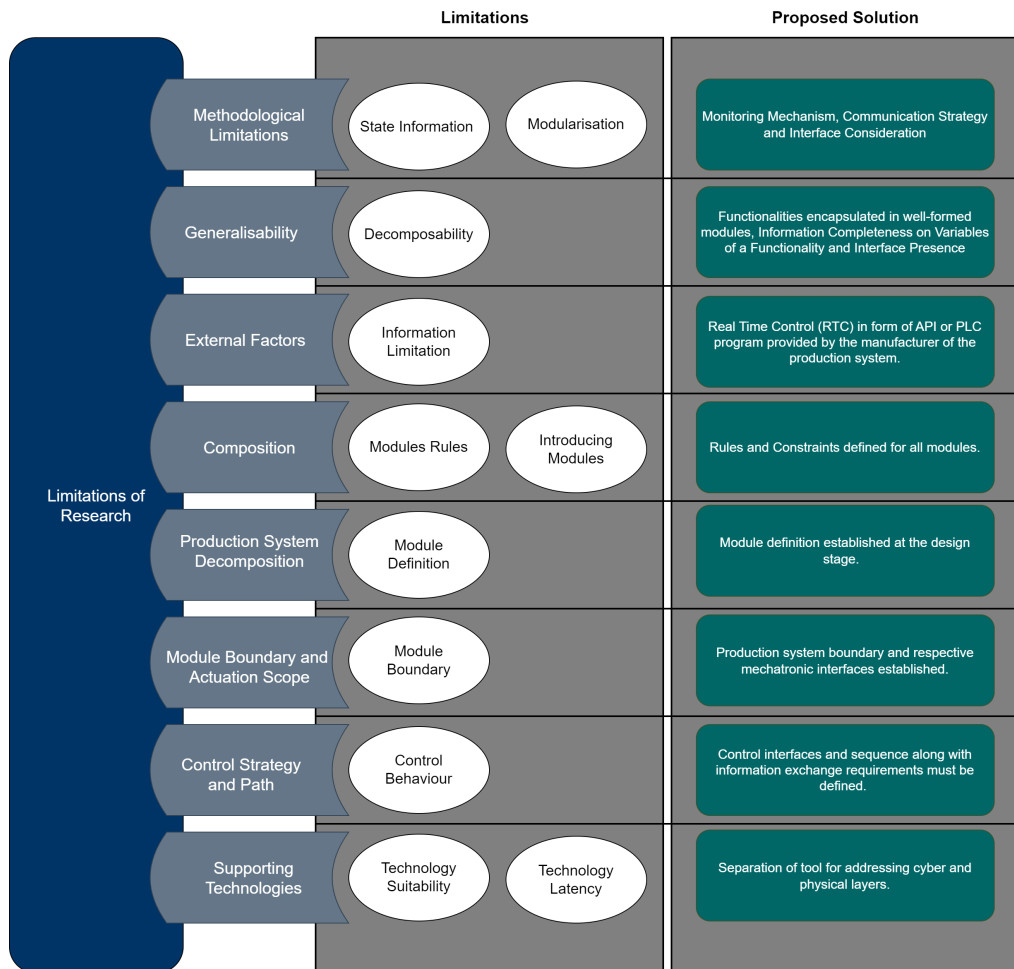 Limitations
Proposed Solution
Limitations of
Research
Methodological
Limitations
State Information
Modularisation
Monitoring Mechanism, Communication Strategy
and Interface Consideration
Generalisability
Decomposability
Functionalities encapsulated in well-formed
modules, Information Completeness on Variables
of a Functionality and Interface Presence
External Factors
Information
Limitation
Real Time Control (RTC) in form of API or PLC
program provided by the manufacturer of the
production system.
Composition
Modules Rules
Introducing
Modules
Rules and Constraints defined for all modules.
Production System
Decomposition
Module
Definition
Module definition established at the design
stage.
Module Boundary and
Actuation Scope
Module
Boundary
Production system boundary and respective
mechatronic interfaces established.
Control Strategy
and Path
Control
Behaviour
Control interfaces and sequence along with
information exchange requirements must be
defined.
Supporting
Technologies
Technology
Suitability
Technology
Latency
Separation of tool for addressing cyber and
physical layers.